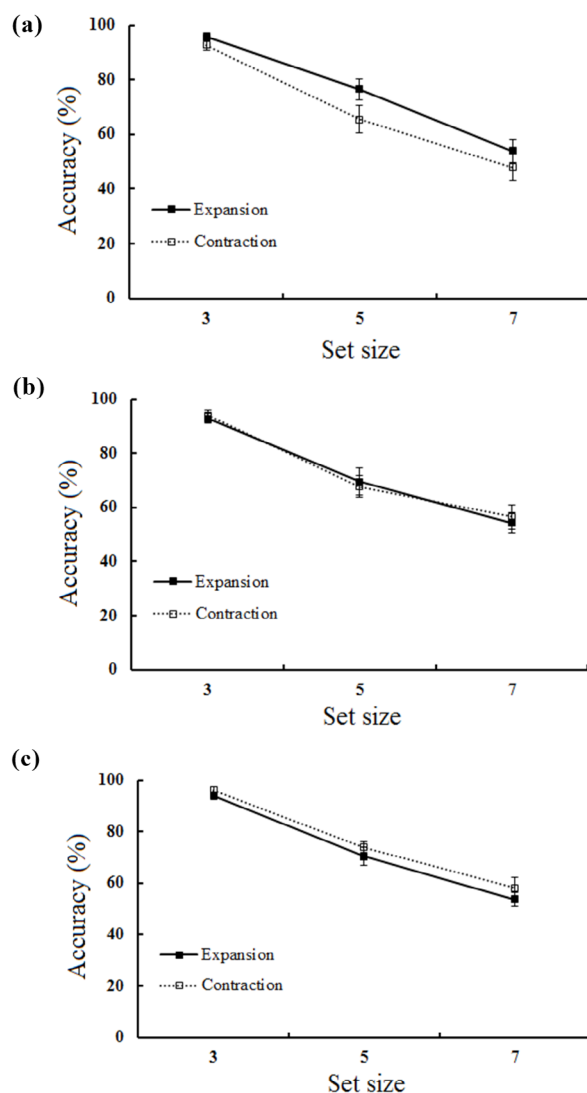 (a)
Accuracy (%)
100
80
60
40
20
0
Expansion
Contraction
3 5 7
Set size
(b)
Accuracy (%)
100
80
60
40
20
0
Expansion
Contraction
3 5 7
Set size
(c)
Accuracy (%)
100
80
60
40
20
0
Expansion
Contraction
3 5 7
Set size